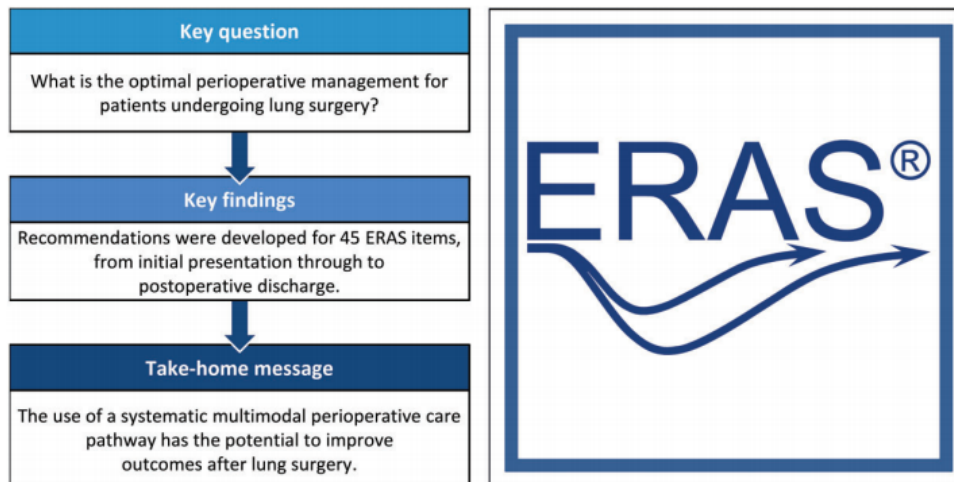 Key question
What is the optimal perioperative management for
patients undergoing lung surgery?
Key findings
Recommendations were developed for 45 ERAS items,
from initial presentation through to
postoperative discharge.
Take-home message
The use of a systematic multimodal perioperative care
pathway has the potential to improve
outcomes after lung surgery.
ERAS®